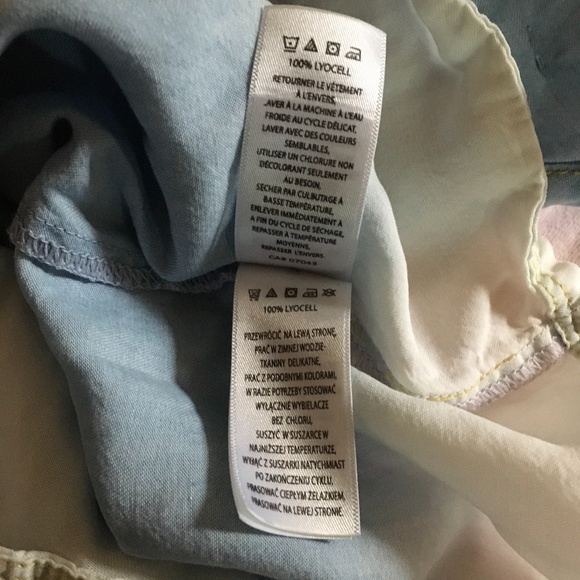 100% LYOCELL
RETOURNER LE VÊTEMENT
À L'ENVERS,
LAVER À LA MACHINE À L'EAU
FROIDE AU CYCLE DÉLICAT,
LAVER AVEC DES COULEURS
SEMBLABLES,
UTILISER UN CHLORURE NON
DÉCOLORANT SEULEMENT
AU BESOIN,
SÉCHER PAR CULBUTAGE À
BASSE TEMPÉRATURE,
ENLEVER IMMÉDIATEMENT À
LA FIN DU CYCLE DE SÉCHAGE,
REPASSER À TEMPÉRATURE
MOYENNE.
REPASSER L'ENVERS.
CA# 07043
100% LYOCELL
PRZEWRÓCIĆ NA LEWĄ STRONĘ,
PRAĆ W ZIMNEJ WODZIE-
TKANINY DELIKATNE,
PRAĆ Z PODOBNYMI KOLORAMI,
W RAZIE POTRZEBY STOSOWAĆ
WYŁĄCZNIE WYBIELACZE
BEZ CHLORU,
SUSZYĆ W SUSZARCE W
NAJNIŻSZEJ TEMPERATURZE,
WYJĄĆ Z SUSZARKI NATYCHMIAST
PO ZAKOŃCZENIU CYKLU,
PRASOWAĆ CIEPŁYM ŻELAZKIEM,
PRASOWAĆ NA LEWEJ STRONIE.